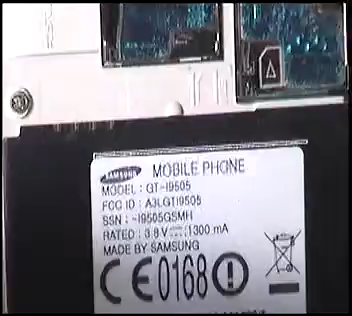 SAMSUNG MOBILE PHONE
MODEL : GT-I9505
FCC ID : A3LGTI9505
SSN : -I9505GSMH
RATED : 3.8 V 1300 mA
MADE BY SAMSUNG
CE0168